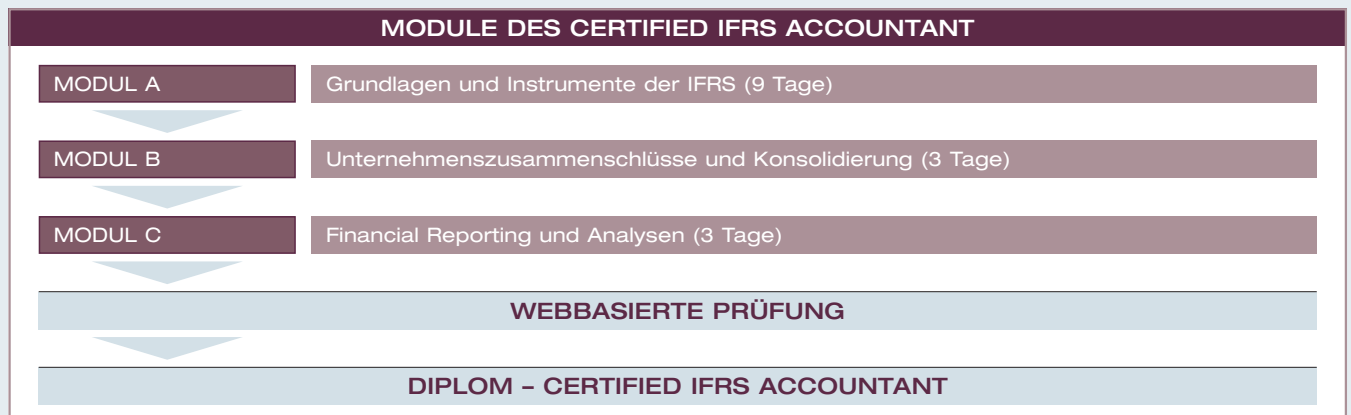 MODULE DES CERTIFIED IFRS ACCOUNTANT
MODUL A
Grundlagen und Instrumente der IFRS (9 Tage)
MODUL B
Unternehmenszusammenschlüsse und Konsolidierung (3 Tage)
MODUL C
Financial Reporting und Analysen (3 Tage)
WEBBASIERTE PRÜFUNG
DIPLOM – CERTIFIED IFRS ACCOUNTANT